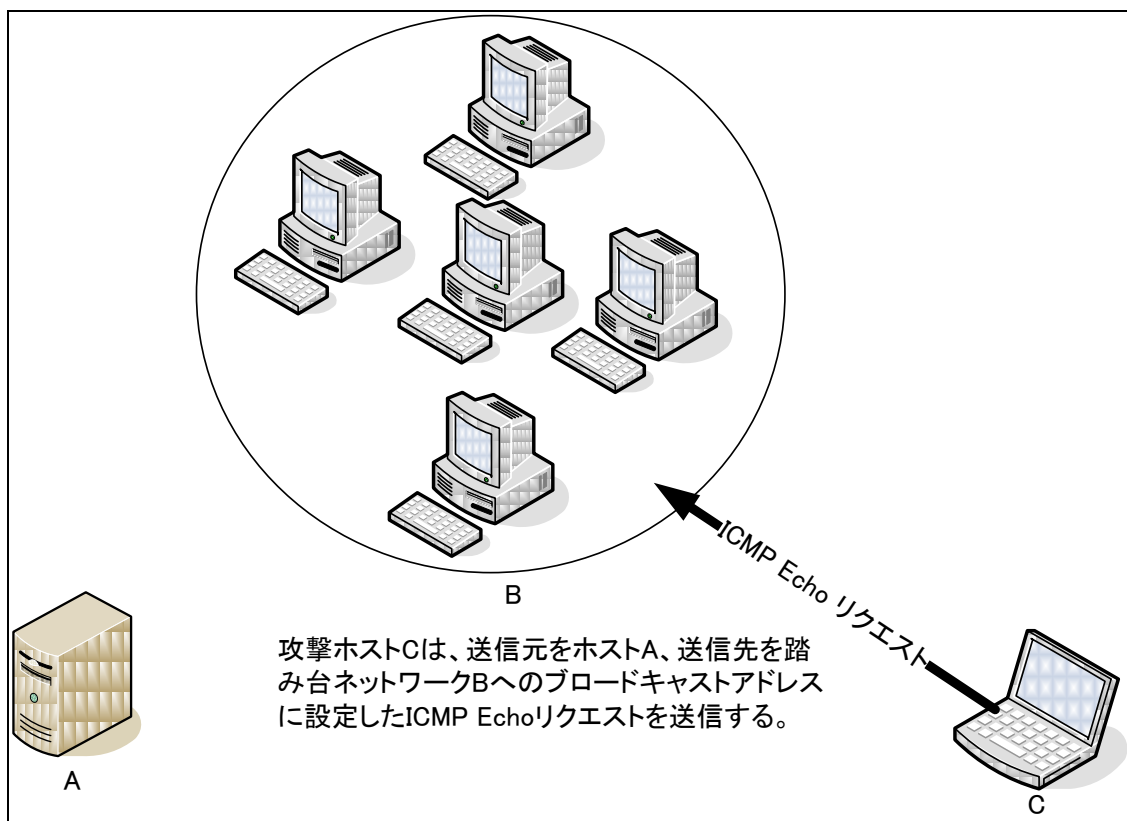 ICMP Echo リクエスト
B
攻撃ホストCは、送信元をホストA、送信先を踏
み台ネットワークBへのブロードキャストアドレス
に設定したICMP Echoリクエストを送信する。
A
C